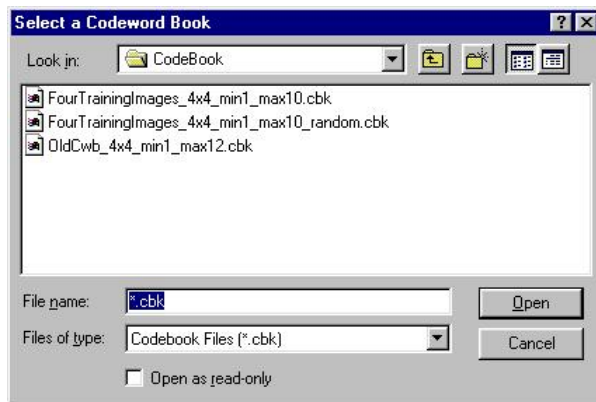 Select a Codeword Book
Look in: CodeBook
FourTrainingImages_4x4_min1_max10.cbk
FourTrainingImages_4x4_min1_max10_random.cbk
OldCwb_4x4_min1_max12.cbk
File name: *.cbk Open
Files of type: Codebook Files (*.cbk) Cancel
Open as read-only